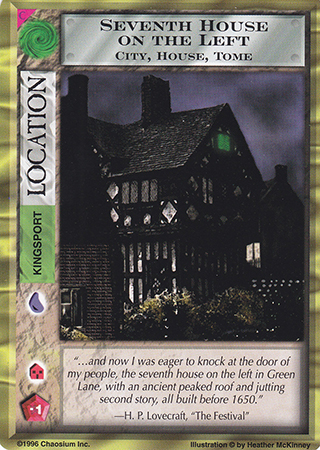 SEVENTH HOUSE
ON THE LEFT
CITY, HOUSE, TOME
LOCATION
KINGSPORT
-1
"...and now I was eager to knock at the door of
my people, the seventh house on the left in Green
Lane, with an ancient peaked roof and jutting
second story, all built before 1650."
—H. P. Lovecraft, "The Festival"
©1996 Chaosium Inc.
Illustration © by Heather McKinney